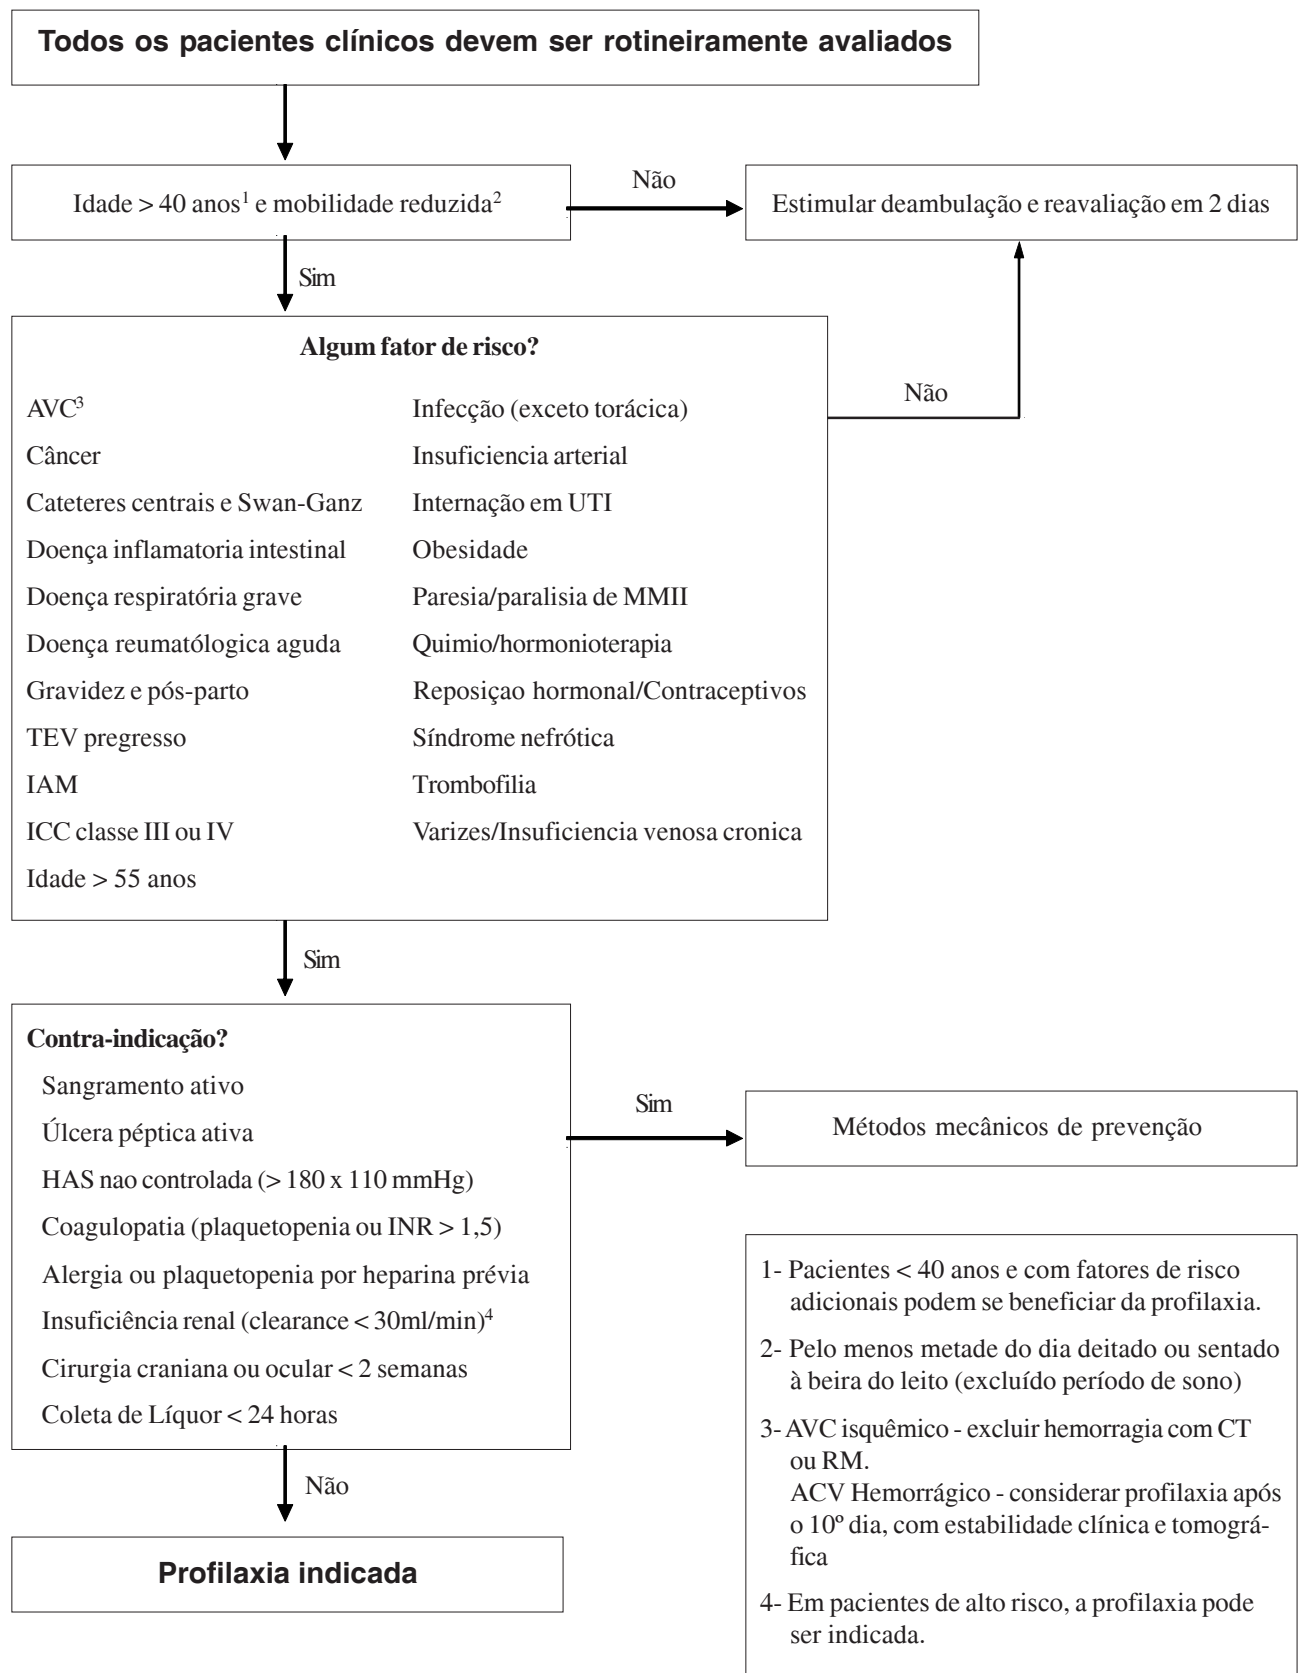 Todos os pacientes clínicos devem ser rotineiramente avaliados
Idade > 40 anos¹ e mobilidade reduzida²
Não
Estimular deambulação e reavaliação em 2 dias
Sim
Algum fator de risco?
AVC³
Câncer
Cateteres centrais e Swan-Ganz
Doença inflamatoria intestinal
Doença respiratória grave
Doença reumatólogica aguda
Gravidez e pós-parto
TEV pregresso
IAM
ICC classe III ou IV
Idade > 55 anos
Infecção (exceto torácica)
Insuficiencia arterial
Internação em UTI
Obesidade
Paresia/paralisia de MMII
Quimio/hormonioterapia
Reposiçao hormonal/Contraceptivos
Síndrome nefrótica
Trombofilia
Varizes/Insuficiencia venosa cronica
Não
Sim
Contra-indicação?
Sangramento ativo
Úlcera péptica ativa
HAS nao controlada (> 180 x 110 mmHg)
Coagulopatia (plaquetopenia ou INR > 1,5)
Alergia ou plaquetopenia por heparina prévia
Insuficiência renal (clearance < 30ml/min)⁴
Cirurgia craniana ou ocular < 2 semanas
Coleta de Líquor < 24 horas
Sim
Métodos mecânicos de prevenção
Não
Profilaxia indicada
1- Pacientes < 40 anos e com fatores de risco
adicionais podem se beneficiar da profilaxia.
2- Pelo menos metade do dia deitado ou sentado
à beira do leito (excluído período de sono)
3- AVC isquêmico - excluir hemorragia com CT
ou RM.
ACV Hemorrágico - considerar profilaxia após
o 10º dia, com estabilidade clínica e tomográ-
fica
4- Em pacientes de alto risco, a profilaxia pode
ser indicada.